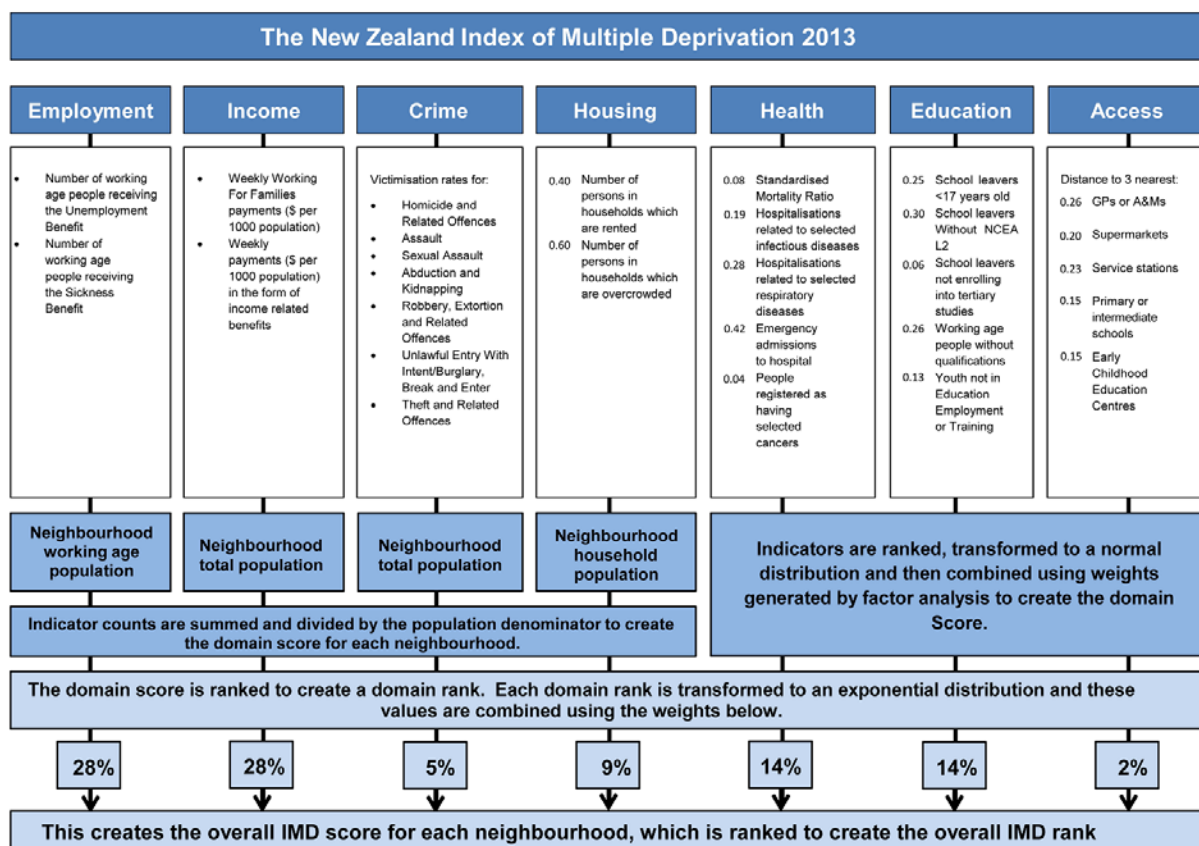 The New Zealand Index of Multiple Deprivation 2013
Employment
Number of working
age people receiving
the Unemployment
Benefit
Number of
working age
people receiving
the Sickness
Benefit
Income
Weekly Working
For Families
payments ($ per
1000 population)
Weekly
payments ($ per
1000 population)
in the form of
income related
benefits
Crime
Victimisation rates for:
Homicide and
Related Offences
Assault
Sexual Assault
Abduction and
Kidnapping
Robbery, Extortion
and Related
Offences
Unlawful Entry With
Intent/Burglary,
Break and Enter
Theft and Related
Offences
Housing
0.40 Number of
persons in
households which
are rented
0.60 Number of
persons in
households which
are overcrowded
Health
0.08 Standardised
Mortality Ratio
0.19 Hospitalisations
related to selected
infectious diseases
0.28 Hospitalisations
related to selected
respiratory
diseases
0.42 Emergency
admissions
to hospital
0.04 People
registered as
having
selected
cancers
Education
0.25 School leavers
<17 years old
0.30 School leavers
Without NCEA
L2
0.06 School leavers
not enrolling
into tertiary
studies
0.26 Working age
people without
qualifications
0.13 Youth not in
Education
Employment
or Training
Access
Distance to 3 nearest:
0.26 GPs or A&Ms
0.20 Supermarkets
0.23 Service stations
0.15 Primary or
intermediate
schools
0.15 Early
Childhood
Education
Centres
Neighbourhood
working age
population
Neighbourhood
total population
Neighbourhood
total population
Neighbourhood
household
population
Indicators are ranked, transformed to a normal
distribution and then combined using weights
generated by factor analysis to create the domain
Score.
Indicator counts are summed and divided by the population denominator to create
the domain score for each neighbourhood.
The domain score is ranked to create a domain rank. Each domain rank is transformed to an exponential distribution and these
values are combined using the weights below.
28%
28%
5%
9%
14%
14%
2%
This creates the overall IMD score for each neighbourhood, which is ranked to create the overall IMD rank